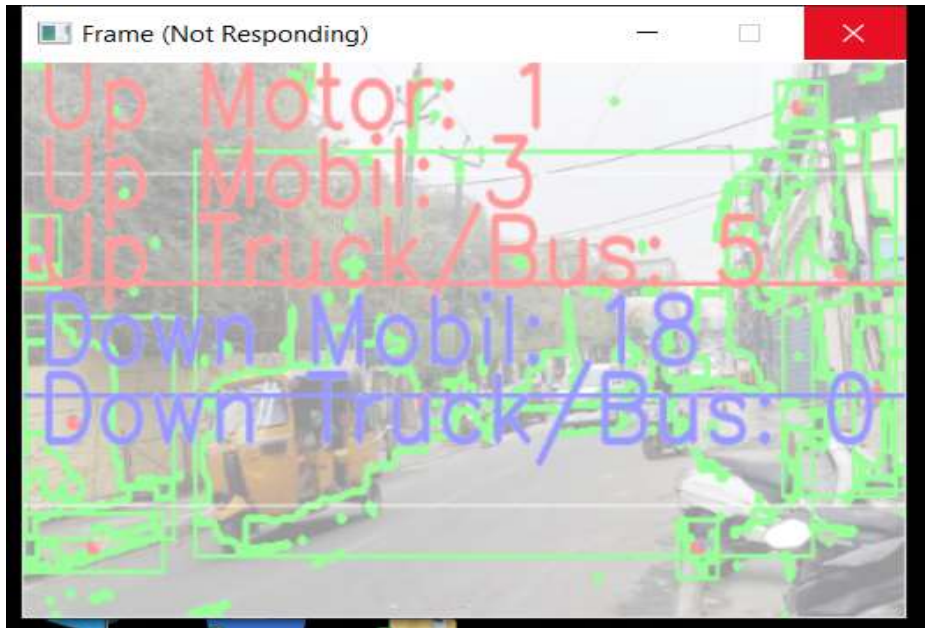 Frame (Not Responding)
Up Motor: 1
Up Mobil: 3
Up Truck/Bus: 5
Down Mobil: 18
Down Truck/Bus: 0